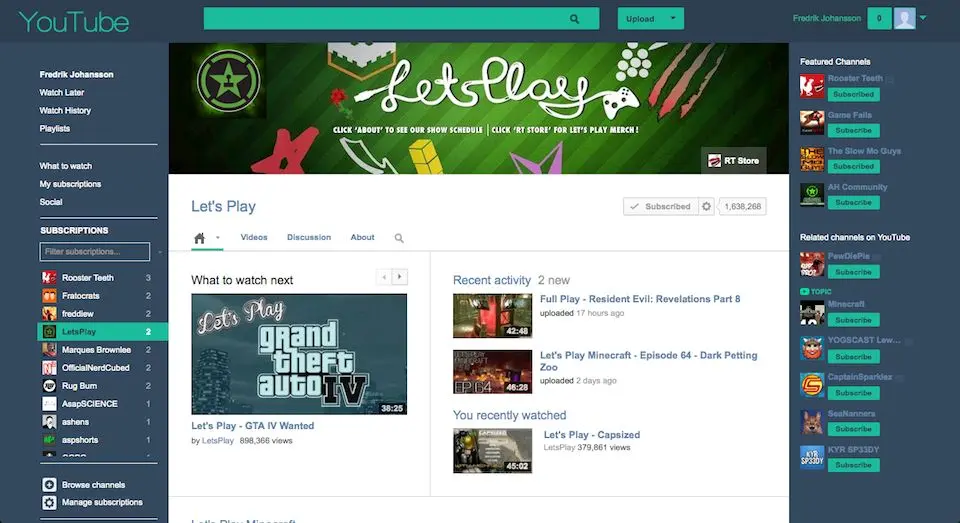 YouTube
Upload
Fredrik Johansson
0
Fredrik Johansson
Watch Later
Watch History
Playlists
What to watch
My subscriptions
Social
SUBSCRIPTIONS
Filter subscriptions...
Rooster Teeth 3
Fratocrats 2
freddiew 2
LetsPlay 2
Marques Brownlee 2
OfficialNerdCubed 2
Rug Burn 2
AsapSCIENCE 1
ashens 1
aspshorts 1
Browse channels
Manage subscriptions
LetsPlay
CLICK 'ABOUT' TO SEE OUR SHOW SCHEDULE | CLICK 'RT STORE' FOR LET'S PLAY MERCH!
RT Store
Let's Play
Subscribed
1,638,268
Videos
Discussion
About
What to watch next
Let's Play
grand
theft
auto IV
38:25
Let's Play - GTA IV Wanted
by LetsPlay 898,366 views
Recent activity 2 new
42:48
Full Play - Resident Evil: Revelations Part 8
uploaded 17 hours ago
LET'S PLAY
MINECRAFT
EP 64
46:28
Let's Play Minecraft - Episode 64 - Dark Petting
Zoo
uploaded 2 days ago
You recently watched
CAPSIZED
45:02
Let's Play - Capsized
LetsPlay 379,861 views
Let's Play Minecraft
Featured Channels
Rooster Teeth
Subscribed
Game Fails
Subscribe
The Slow Mo Guys
Subscribed
AH Community
Subscribe
Related channels on YouTube
PewDiePie
Subscribe
TOPIC
Minecraft
Subscribe
YOGSCAST Lew...
Subscribe
CaptainSparklez
Subscribe
SeaNanners
Subscribe
KYR
SP33DY
KYR SP33DY
Subscribe